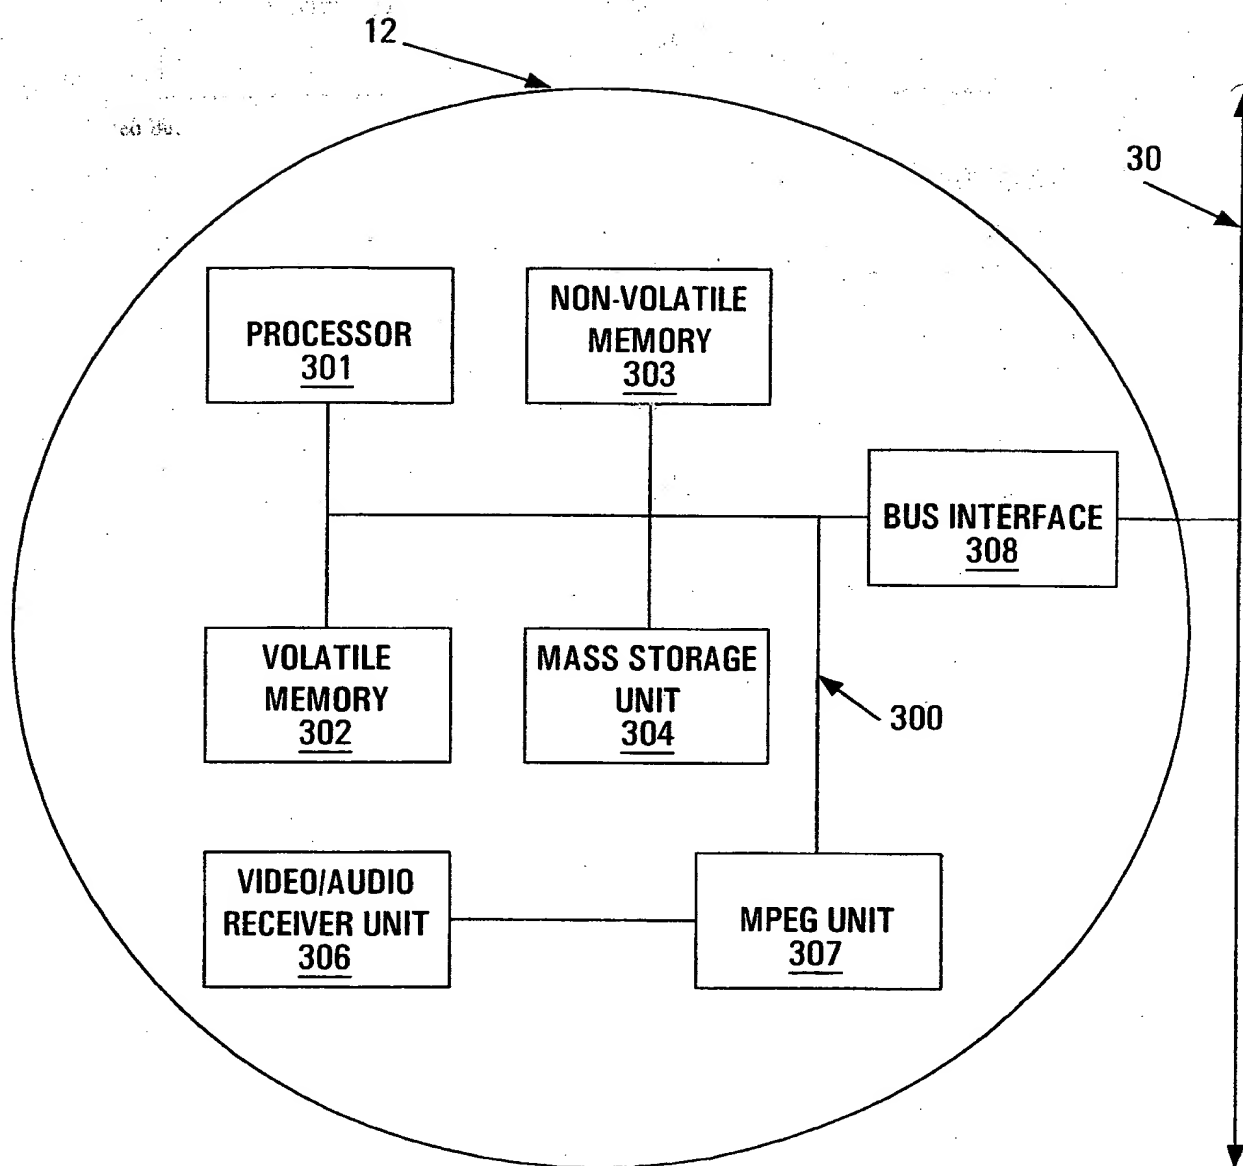 12
30
PROCESSOR
301
NON-VOLATILE
MEMORY
303
BUS INTERFACE
308
VOLATILE
MEMORY
302
MASS STORAGE
UNIT
304
300
VIDEO/AUDIO
RECEIVER UNIT
306
MPEG UNIT
307